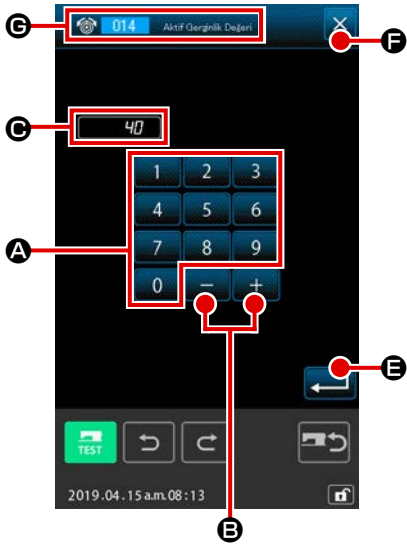 G
014 Aktif Gerginlik Değeri
F
C
40
1 2 3
4 5 6
A
7 8 9
0 − +
E
TEST
2019.04.15 a.m. 08:13
B